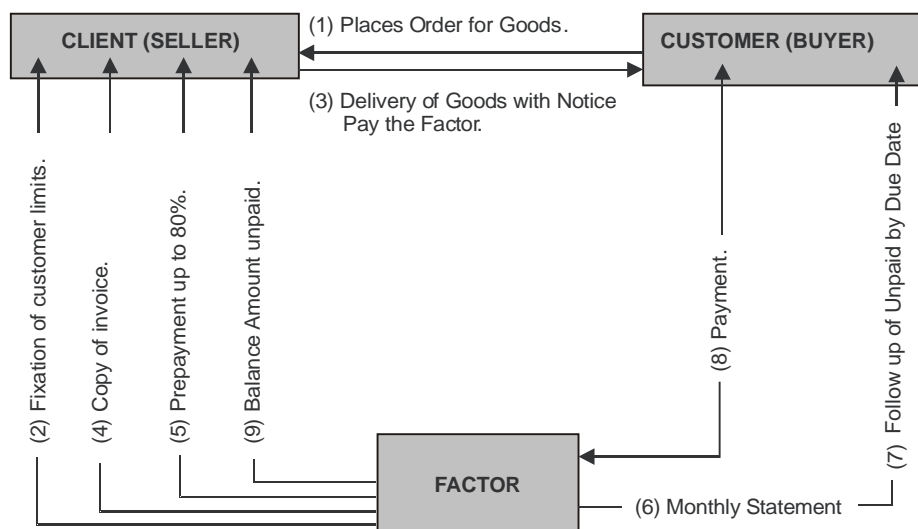 CLIENT (SELLER)
(1) Places Order for Goods.
CUSTOMER (BUYER)
(3) Delivery of Goods with Notice
Pay the Factor.
(2) Fixation of customer limits.
(4) Copy of invoice.
(5) Prepayment up to 80%.
(9) Balance Amount unpaid.
(8) Payment.
(7) Follow up of Unpaid by Due Date
FACTOR
(6) Monthly Statement